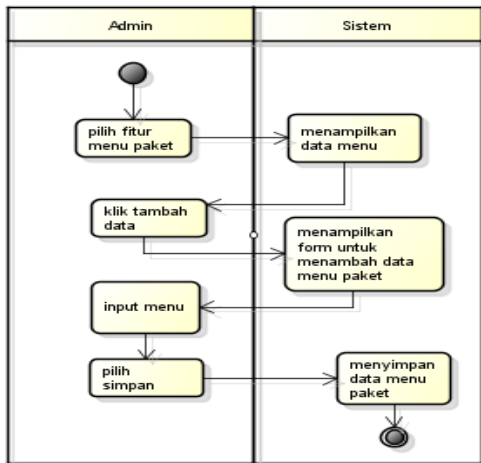 Admin
Sistem
pilih fitur
menu paket
menampilkan
data menu
klik tambah
data
menampilkan
form untuk
menambah data
menu paket
input menu
pilih
simpan
menyimpan
data menu
paket